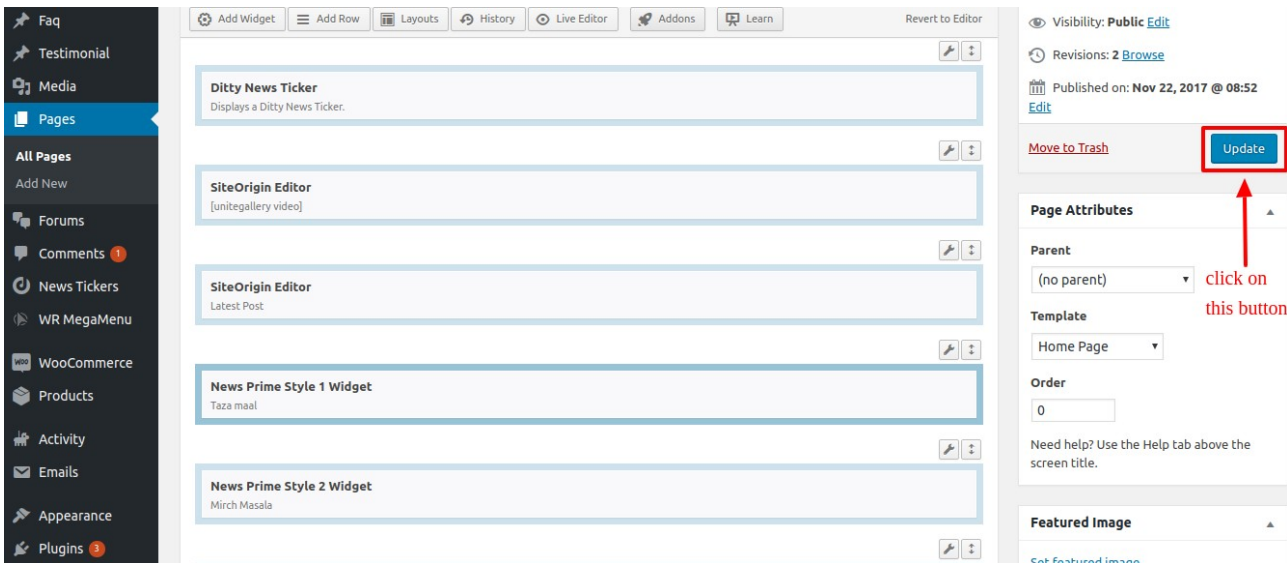 Faq
Testimonial
Media
Pages
All Pages
Add New
Forums
Comments 1
News Tickers
WR MegaMenu
WOO WooCommerce
Products
Activity
Emails
Appearance
Plugins 3
Add Widget Add Row Layouts History Live Editor Addons Learn Revert to Editor
Ditty News Ticker
Displays a Ditty News Ticker.
SiteOrigin Editor
[unitegallery video]
SiteOrigin Editor
Latest Post
News Prime Style 1 Widget
Taza maal
News Prime Style 2 Widget
Mirch Masala
Visibility: Public Edit
Revisions: 2 Browse
Published on: Nov 22, 2017 @ 08:52
Edit
Move to Trash Update
Page Attributes
Parent
(no parent)
click on
this button
Template
Home Page
Order
0
Need help? Use the Help tab above the
screen title.
Featured Image
Set featured image